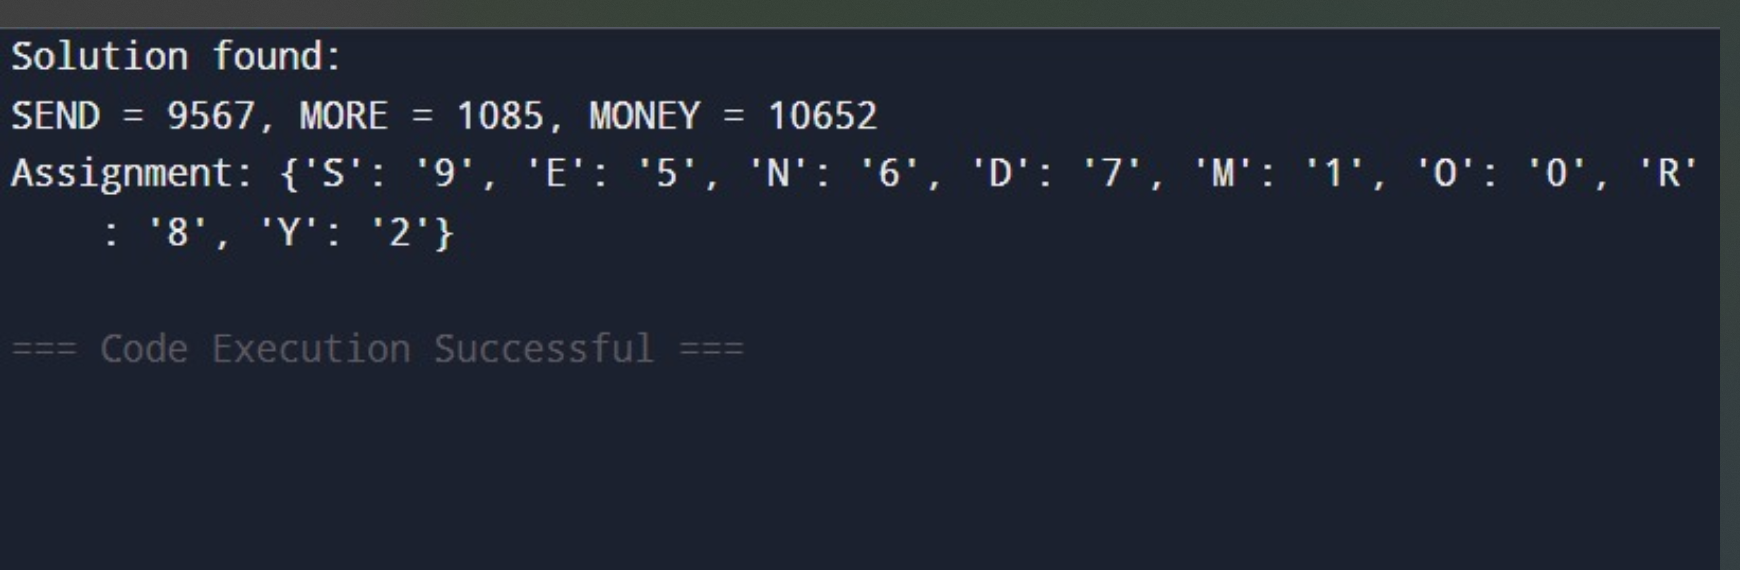 Solution found:
SEND = 9567, MORE = 1085, MONEY = 10652
Assignment: {'S': '9', 'E': '5', 'N': '6', 'D': '7', 'M': '1', 'O': '0', 'R'
: '8', 'Y': '2'}
=== Code Execution Successful ===